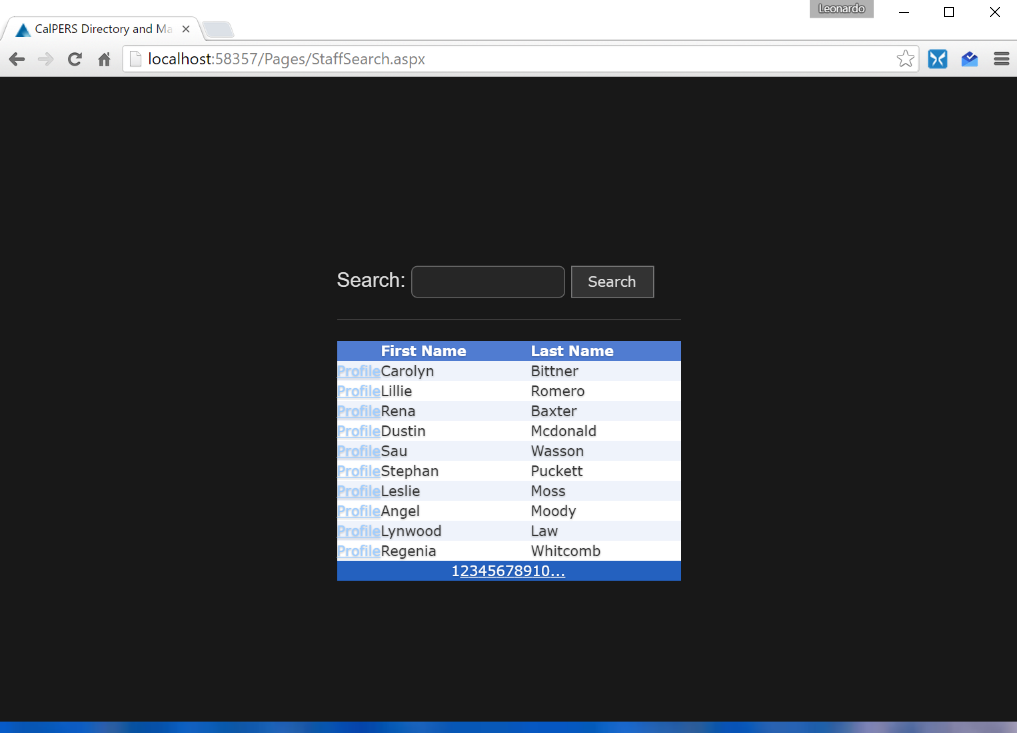 Leonardo
CalPERS Directory and Ma
localhost:58357/Pages/StaffSearch.aspx
Search: Search
First Name Last Name
Profile Carolyn Bittner
Profile Lillie Romero
Profile Rena Baxter
Profile Dustin Mcdonald
Profile Sau Wasson
Profile Stephan Puckett
Profile Leslie Moss
Profile Angel Moody
Profile Lynwood Law
Profile Regenia Whitcomb
12345678910...